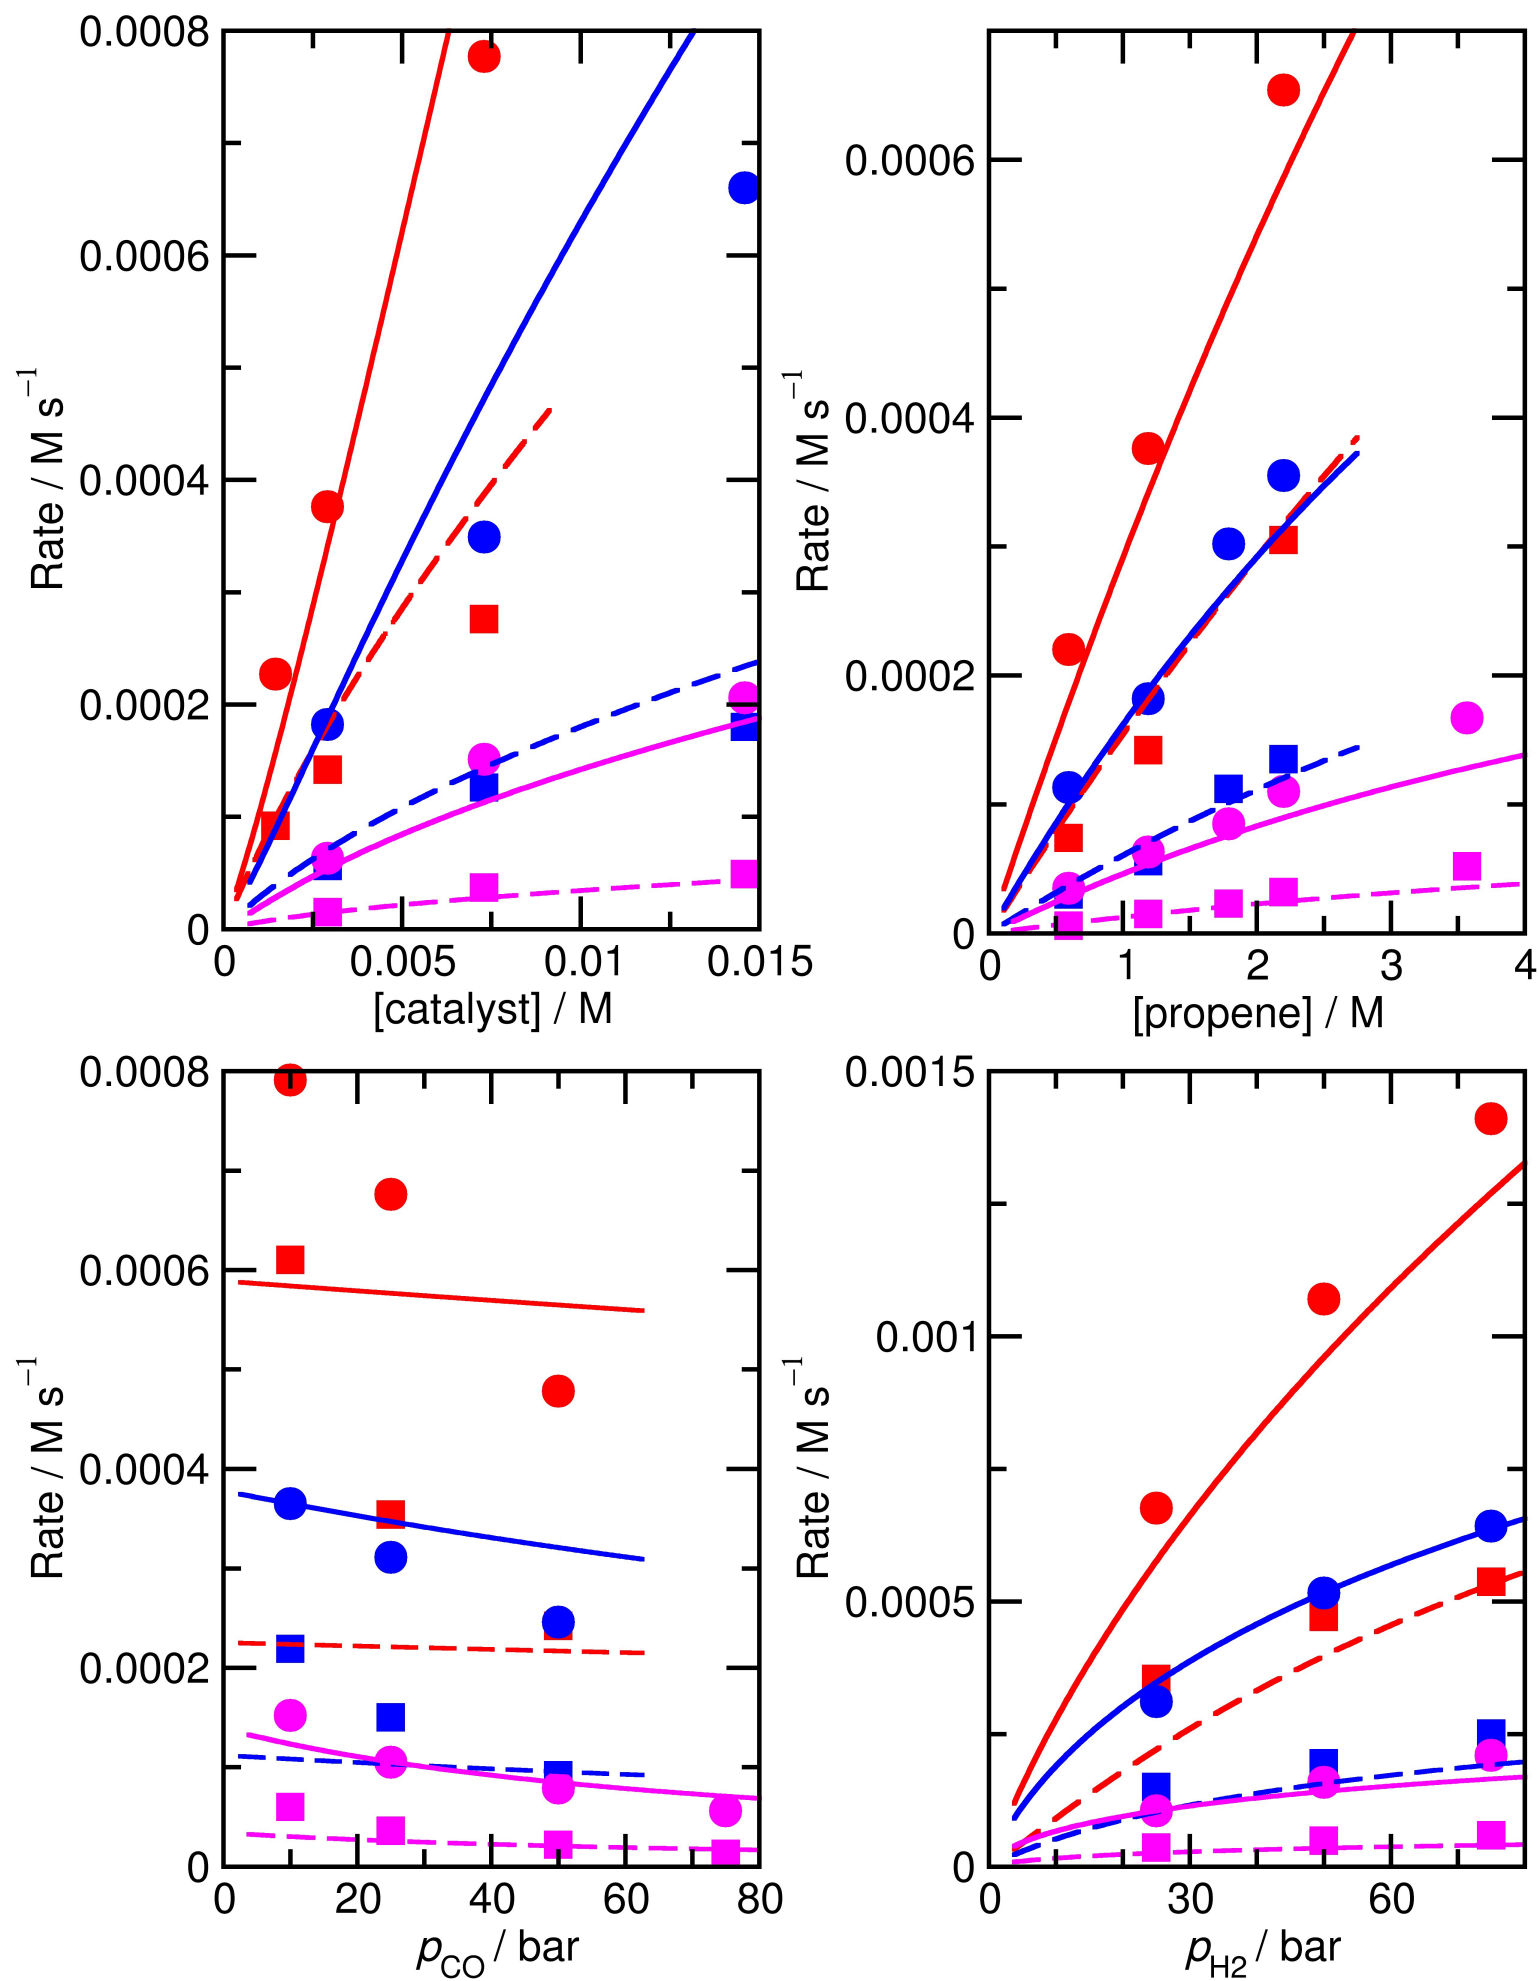 0.0008
0.0006
0.0004
0.0002
0
Rate / M s⁻¹
0 0.005 0.01 0.015
[catalyst] / M
0.0006
0.0004
0.0002
0
Rate / M s⁻¹
0 1 2 3 4
[propene] / M
0.0008
0.0006
0.0004
0.0002
0
Rate / M s⁻¹
0 20 40 60 80
pCO / bar
0.0015
0.001
0.0005
0
Rate / M s⁻¹
0 30 60
pH2 / bar